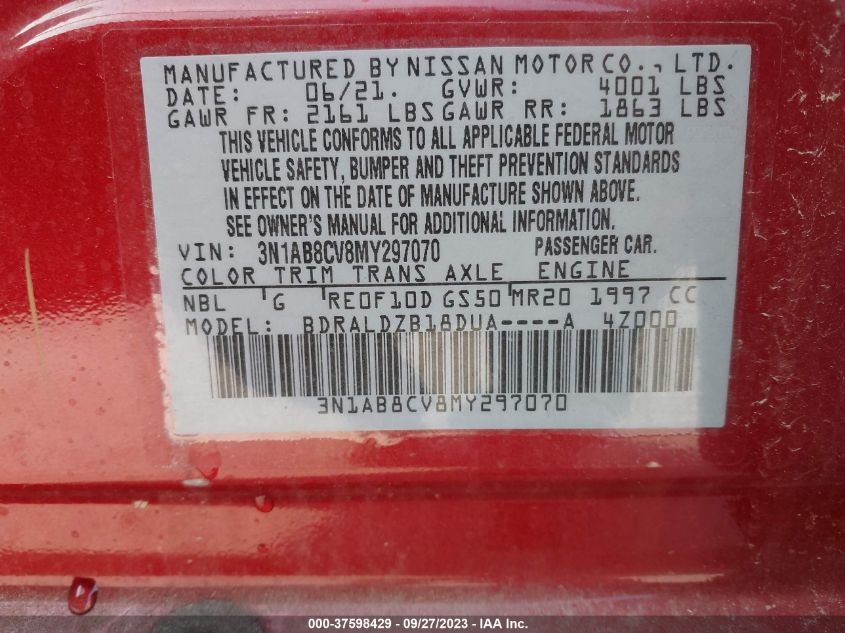 MANUFACTURED BY NISSAN MOTOR CO., LTD.
DATE: 06/21. GVWR: 4001 LBS
GAWR FR: 2161 LBS GAWR RR: 1863 LBS
THIS VEHICLE CONFORMS TO ALL APPLICABLE FEDERAL MOTOR
VEHICLE SAFETY, BUMPER AND THEFT PREVENTION STANDARDS
IN EFFECT ON THE DATE OF MANUFACTURE SHOWN ABOVE.
SEE OWNER'S MANUAL FOR ADDITIONAL INFORMATION.
VIN: 3N1AB8CV8MY297070 PASSENGER CAR.
COLOR TRIM TRANS AXLE ENGINE
NBL G RE0F10D GS50 MR20 1997 CC
MODEL: BDRALDZB18DUA----A 4Z000
3N1AB8CV8MY297070
000-37598429 - 09/27/2023 - IAA Inc.